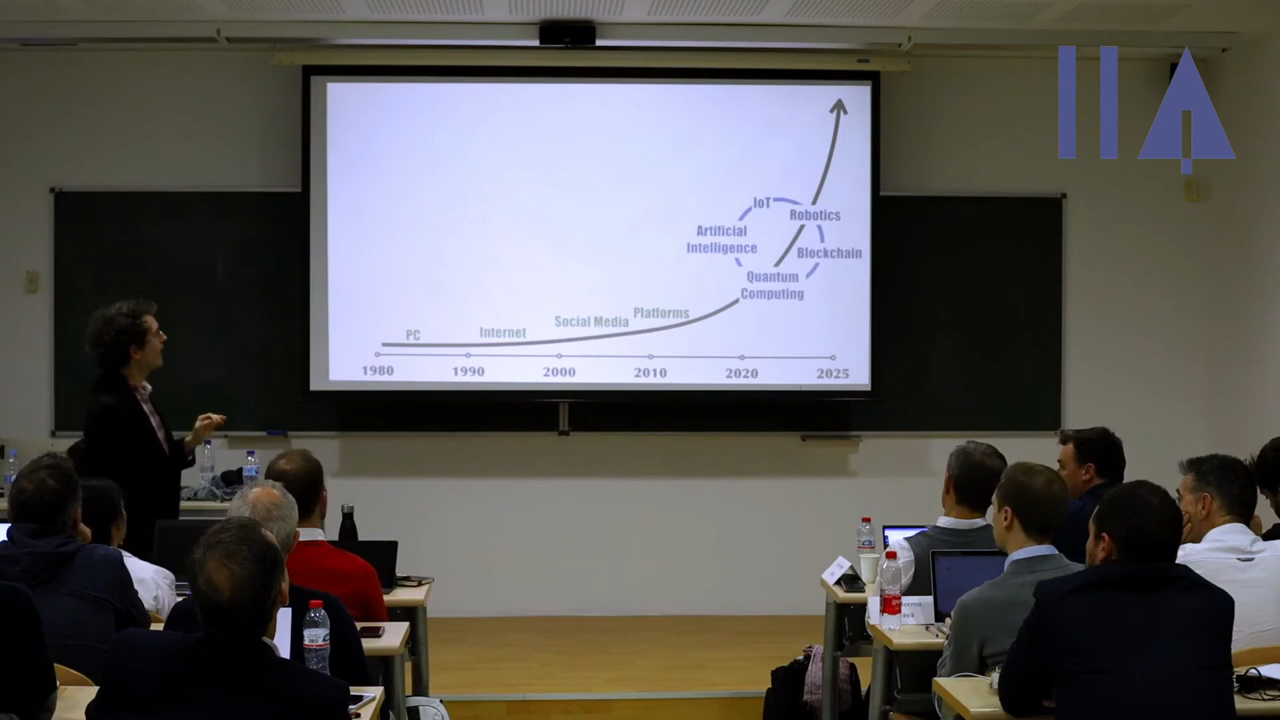 IoT
Robotics
Artificial
Intelligence
Blockchain
Quantum
Computing
Platforms
Social Media
Internet
PC
1980
1990
2000
2010
2020
2025